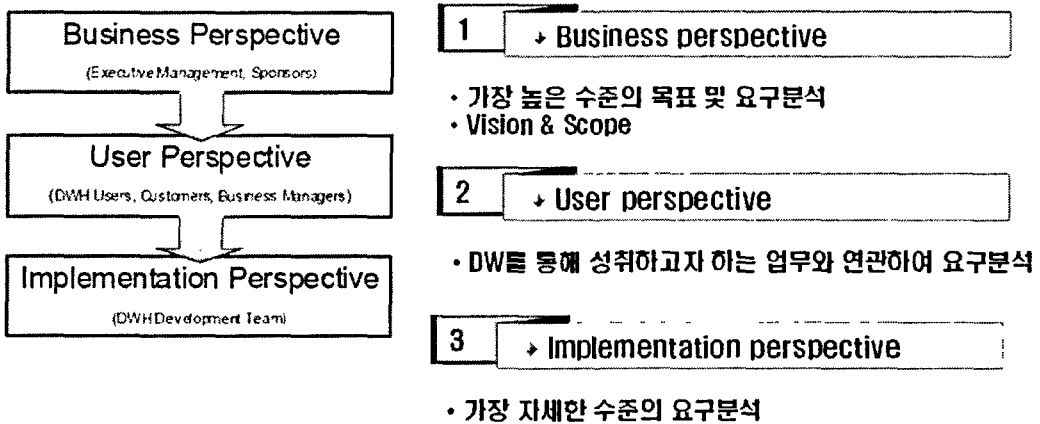 Business Perspective
(Executive Management, Sponsors)
User Perspective
(DWH Users, Customers, Business Managers)
Implementation Perspective
(DWH Development Team)
1
Business perspective
• 가장 높은 수준의 목표 및 요구분석
• Vision & Scope
2
User perspective
• DW를 통해 성취하고자 하는 업무와 연관하여 요구분석
3
Implementation perspective
• 가장 자세한 수준의 요구분석